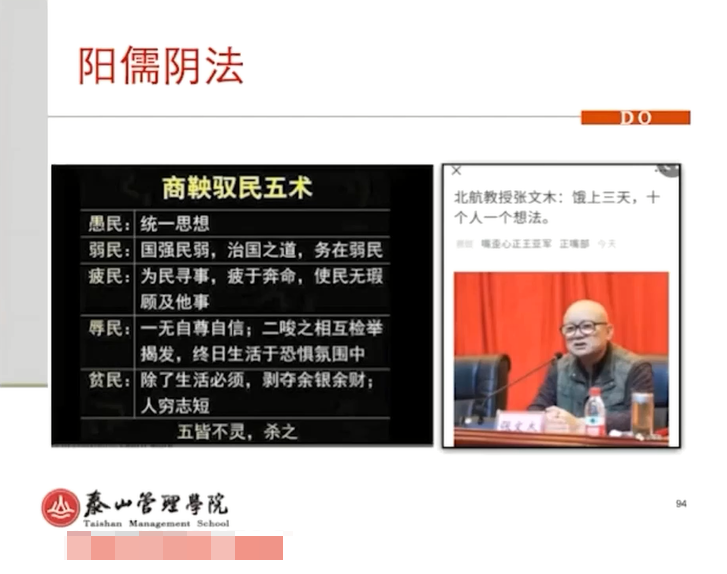 阳儒阴法
DO
商鞅驭民五术
愚民：统一思想
弱民：国强民弱，治国之道，务在弱民
疲民：为民寻事，疲于奔命，使民无瑕
顾及他事
辱民：一无自尊自信；二唆之相互检举
揭发，终日生活于恐惧氛围中
贫民：除了生活必须，剥夺余银余财；
人穷志短
五皆不灵，杀之
北航教授张文木：饿上三天，十
个人一个想法。
嘴歪心正王亚军 正嘴部 今天
张文木
泰山管理學院
Taishan Management School
94